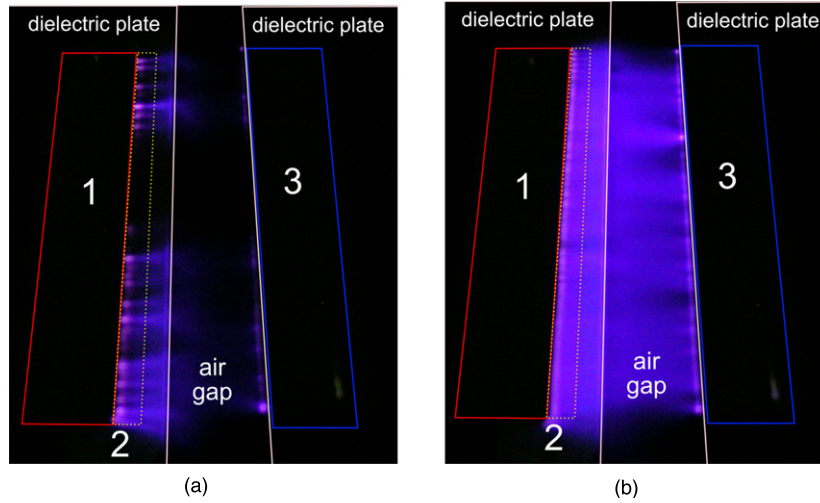 dielectric plate
dielectric plate
1
3
air
gap
2
(a)
dielectric plate
dielectric plate
1
3
air
gap
2
(b)